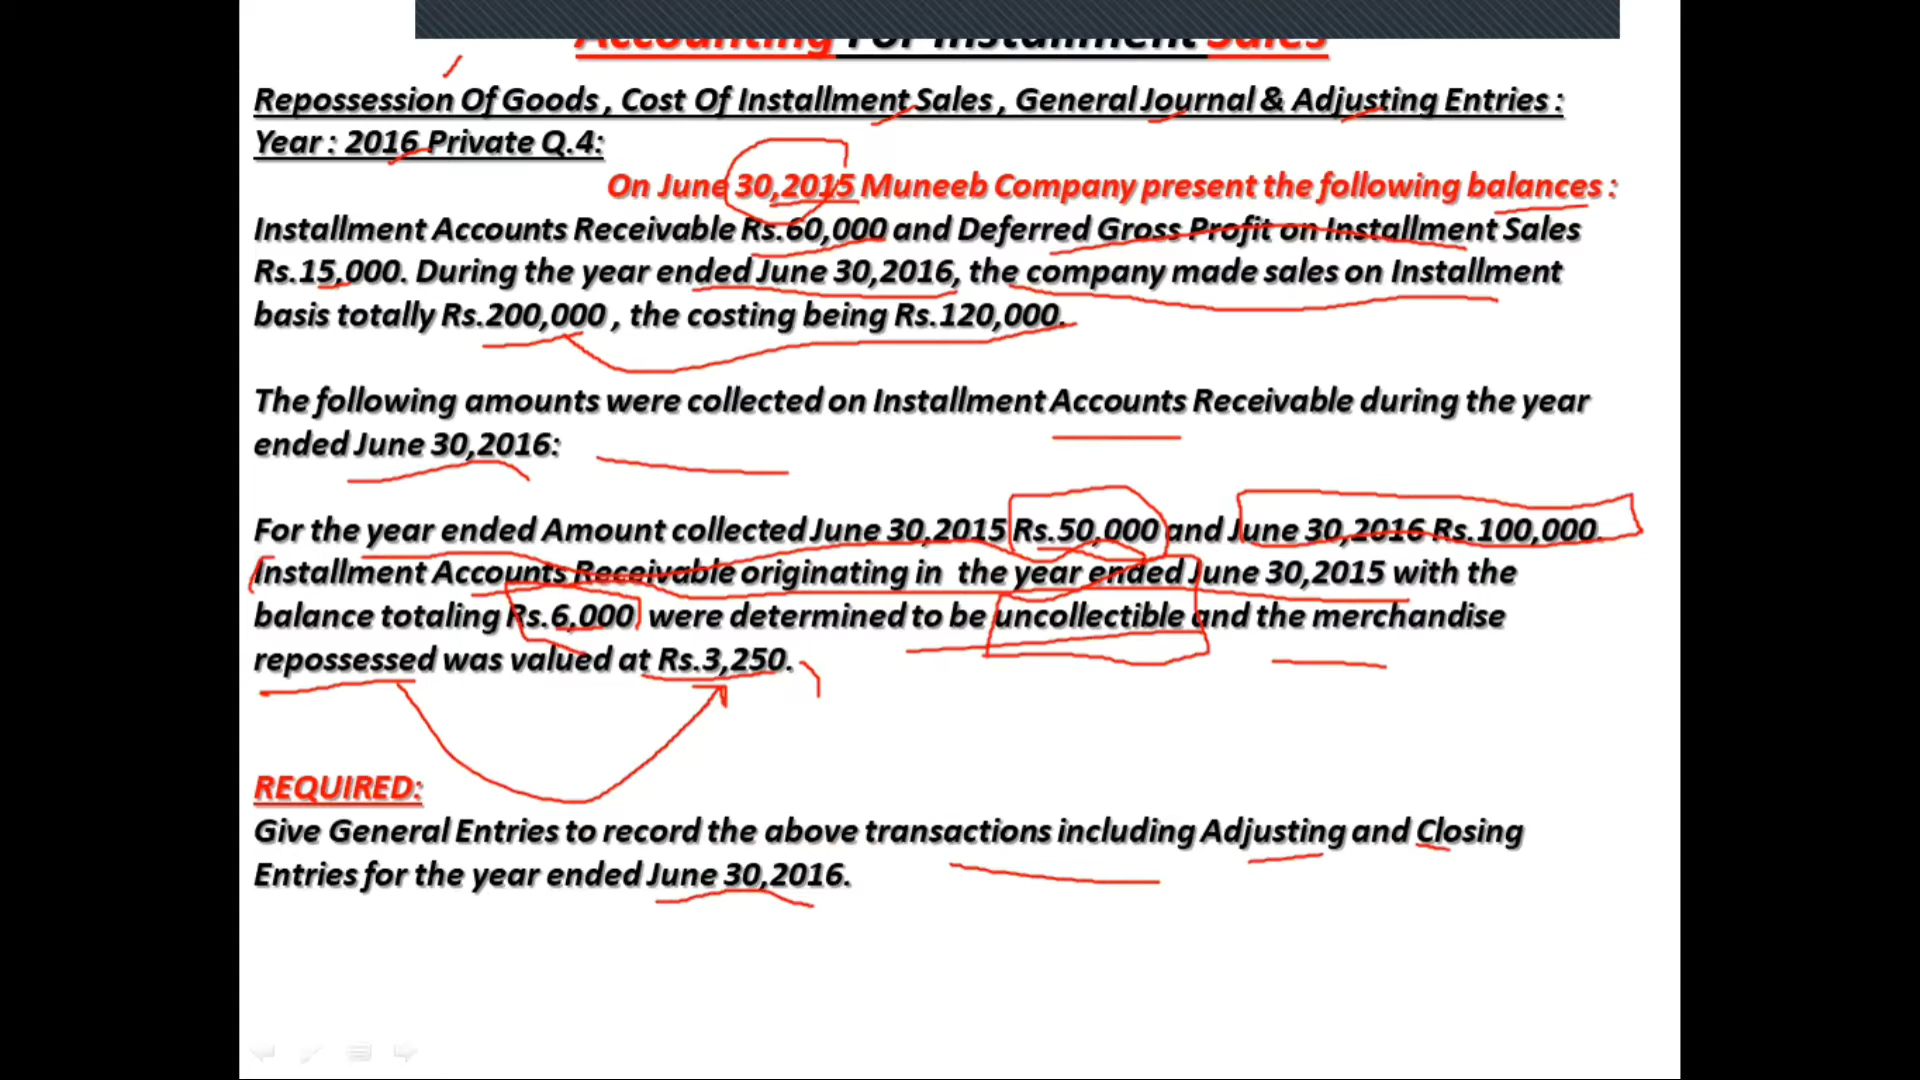 Accounting For Installment Sales
Repossession Of Goods , Cost Of Installment Sales , General Journal & Adjusting Entries :
Year : 2016 Private Q.4:
On June 30,2015 Muneeb Company present the following balances :
Installment Accounts Receivable Rs.60,000 and Deferred Gross Profit on Installment Sales
Rs.15,000. During the year ended June 30,2016, the company made sales on Installment
basis totally Rs.200,000 , the costing being Rs.120,000.
The following amounts were collected on Installment Accounts Receivable during the year
ended June 30,2016:
For the year ended Amount collected June 30,2015 Rs.50,000 and June 30,2016 Rs.100,000.
Installment Accounts Receivable originating in the year ended June 30,2015 with the
balance totaling Rs.6,000 were determined to be uncollectible and the merchandise
repossessed was valued at Rs.3,250.
REQUIRED:
Give General Entries to record the above transactions including Adjusting and Closing
Entries for the year ended June 30,2016.